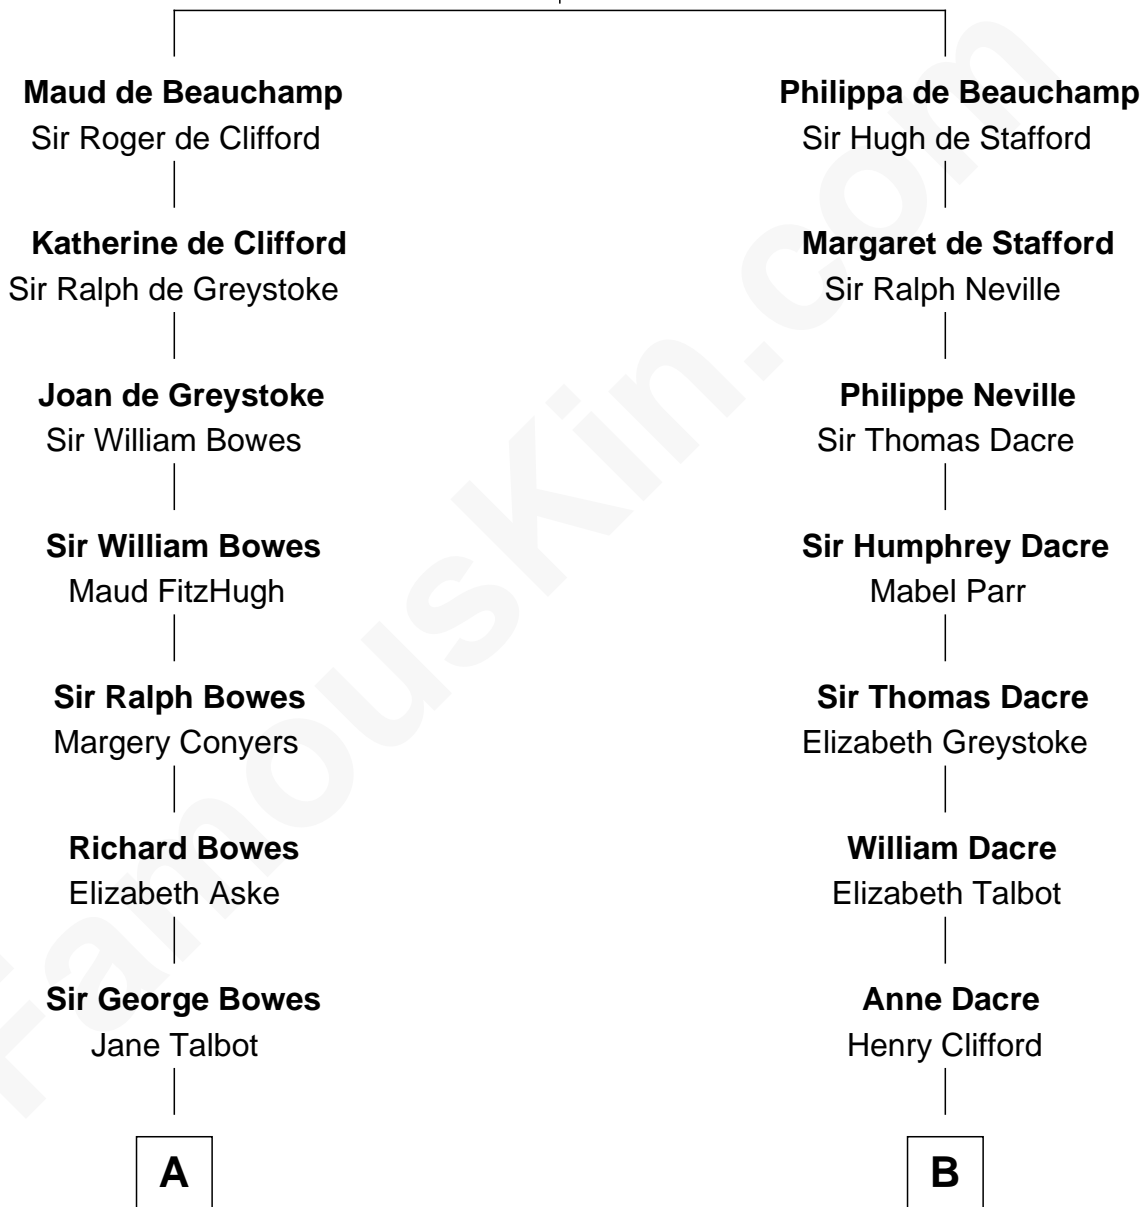 Maud de Beauchamp
Sir Roger de Clifford
Katherine de Clifford
Sir Ralph de Greystoke
Joan de Greystoke
Sir William Bowes
Sir William Bowes
Maud FitzHugh
Sir Ralph Bowes
Margery Conyers
Richard Bowes
Elizabeth Aske
Sir George Bowes
Jane Talbot
A
Philippa de Beauchamp
Sir Hugh de Stafford
Margaret de Stafford
Sir Ralph Neville
Philippe Neville
Sir Thomas Dacre
Sir Humphrey Dacre
Mabel Parr
Sir Thomas Dacre
Elizabeth Greystoke
William Dacre
Elizabeth Talbot
Anne Dacre
Henry Clifford
B
FamousKin.com